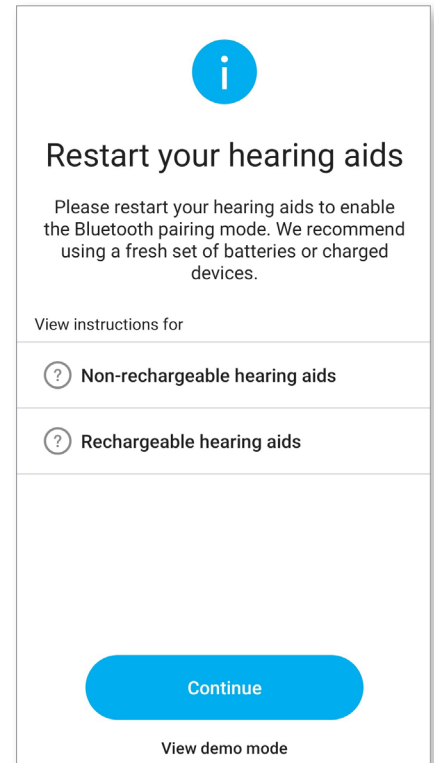 i
Restart your hearing aids
Please restart your hearing aids to enable
the Bluetooth pairing mode. We recommend
using a fresh set of batteries or charged
devices.
View instructions for
? Non-rechargeable hearing aids
? Rechargeable hearing aids
Continue
View demo mode